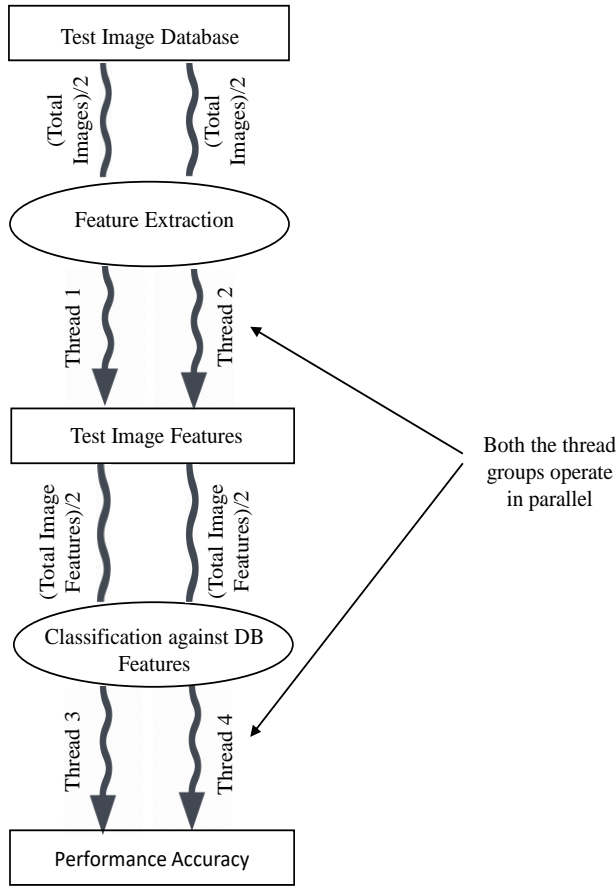 Test Image Database
(Total
Images)/2
(Total
Images)/2
Feature Extraction
Thread 1
Thread 2
Test Image Features
Both the thread
groups operate
in parallel
(Total Image
Features)/2
(Total Image
Features)/2
Classification against DB
Features
Thread 3
Thread 4
Performance Accuracy